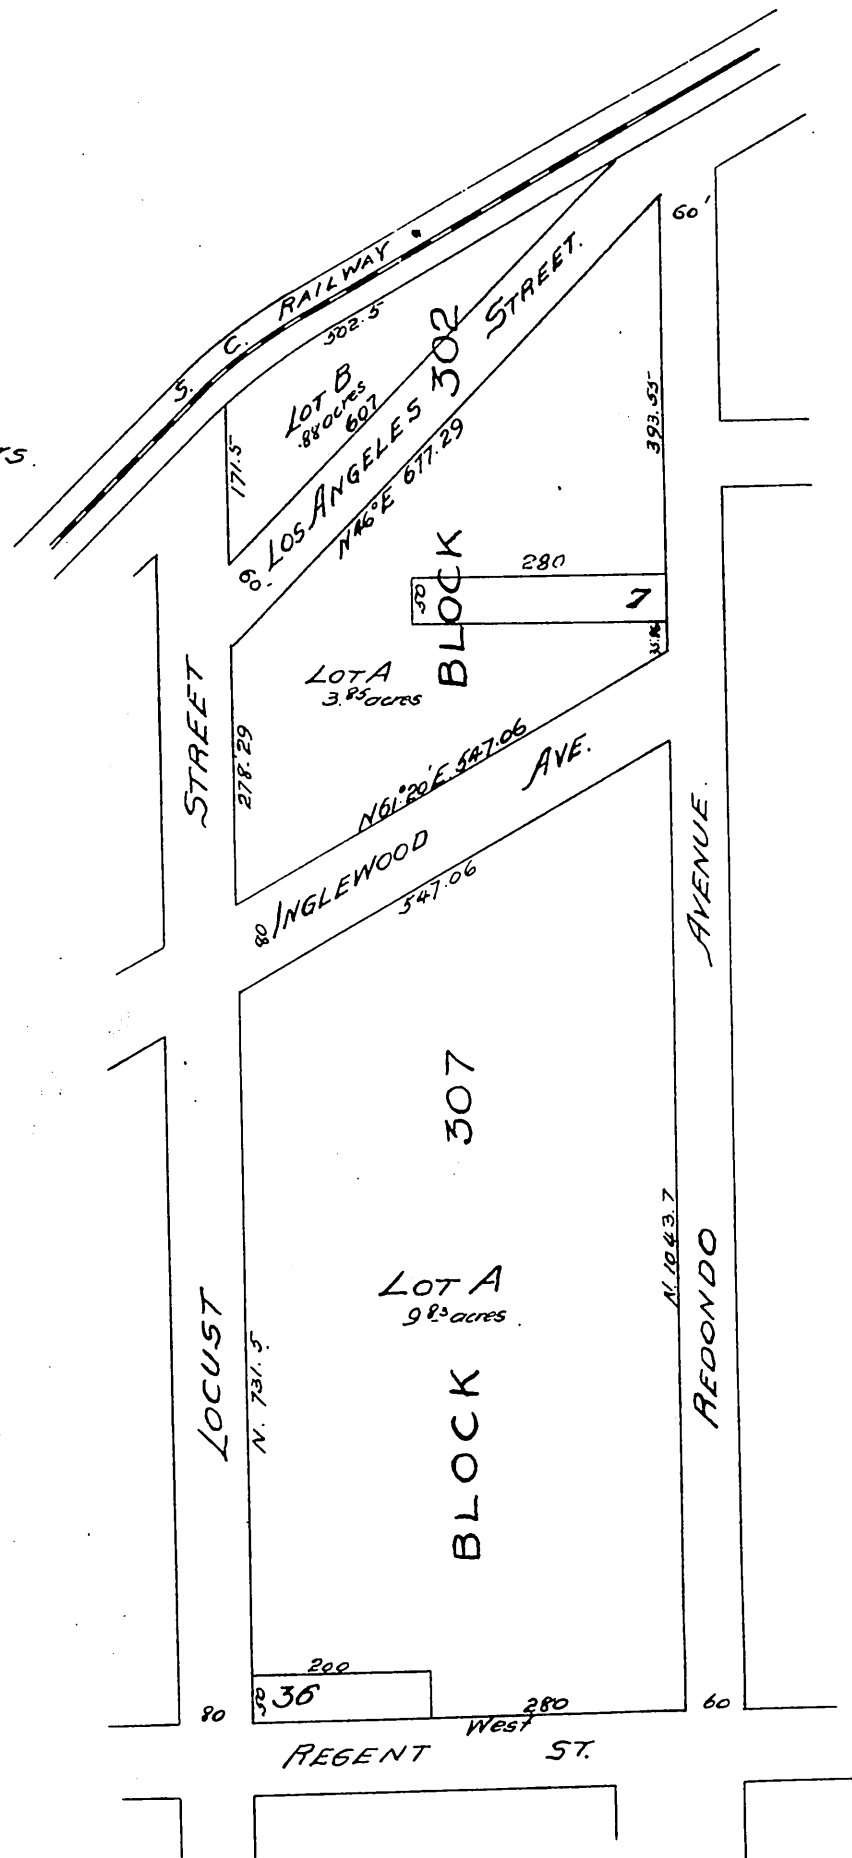 60'
S. C. RAILWAY
502.5
LOT B
.88 acres
607
171.5
LOS ANGELES STREET.
60.
N46°E 677.29
BLOCK 302
393.55
280
50
7
LOT A
3.85 acres
278.29
N61°20'E. 547.06
INGLEWOOD AVE.
80
547.06
LOCUST STREET
REDONDO AVENUE.
BLOCK 307
N. 1043.7
LOT A
9.83 acres
N. 731.5
200
50
36
80
280
60
West
REGENT ST.